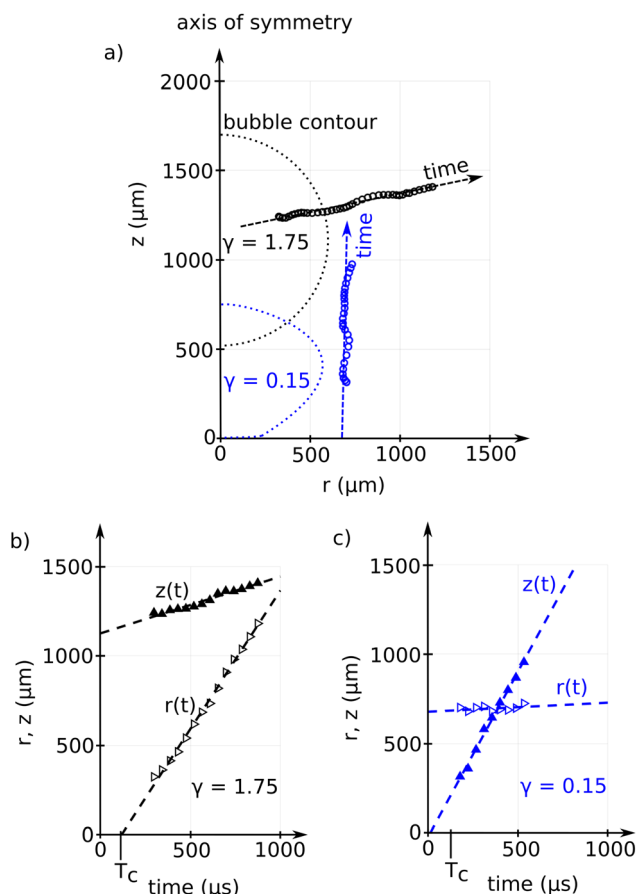 axis of symmetry
a)
2000
bubble contour
1500
time
z (µm)
γ = 1.75
1000
time
500
γ = 0.15
0
0 500 1000 1500
r (µm)
b)
1500
z(t)
1000
r, z (µm)
r(t)
500
γ = 1.75
0
0 500 1000
Tc
time (µs)
c)
1500
z(t)
1000
r, z (µm)
r(t)
500
γ = 0.15
0
0 500 1000
Tc
time (µs)